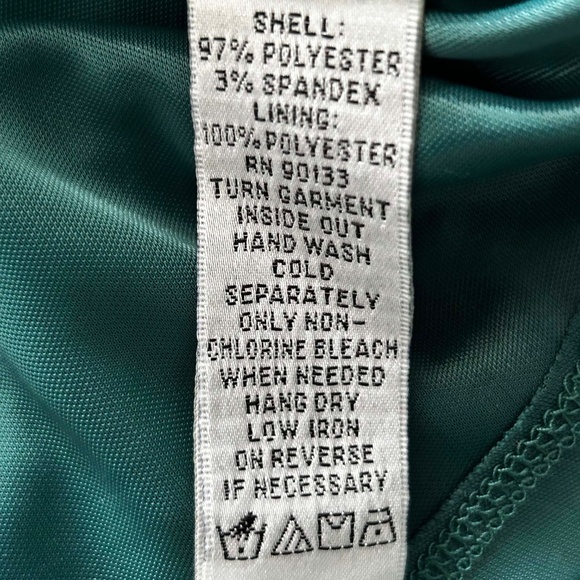 SHELL:
97% POLYESTER
3% SPANDEX
LINING:
100% POLYESTER
RN 90133
TURN GARMENT
INSIDE OUT
HAND WASH
COLD
SEPARATELY
ONLY NON-
CHLORINE BLEACH
WHEN NEEDED
HANG DRY
LOW IRON
ON REVERSE
IF NECESSARY